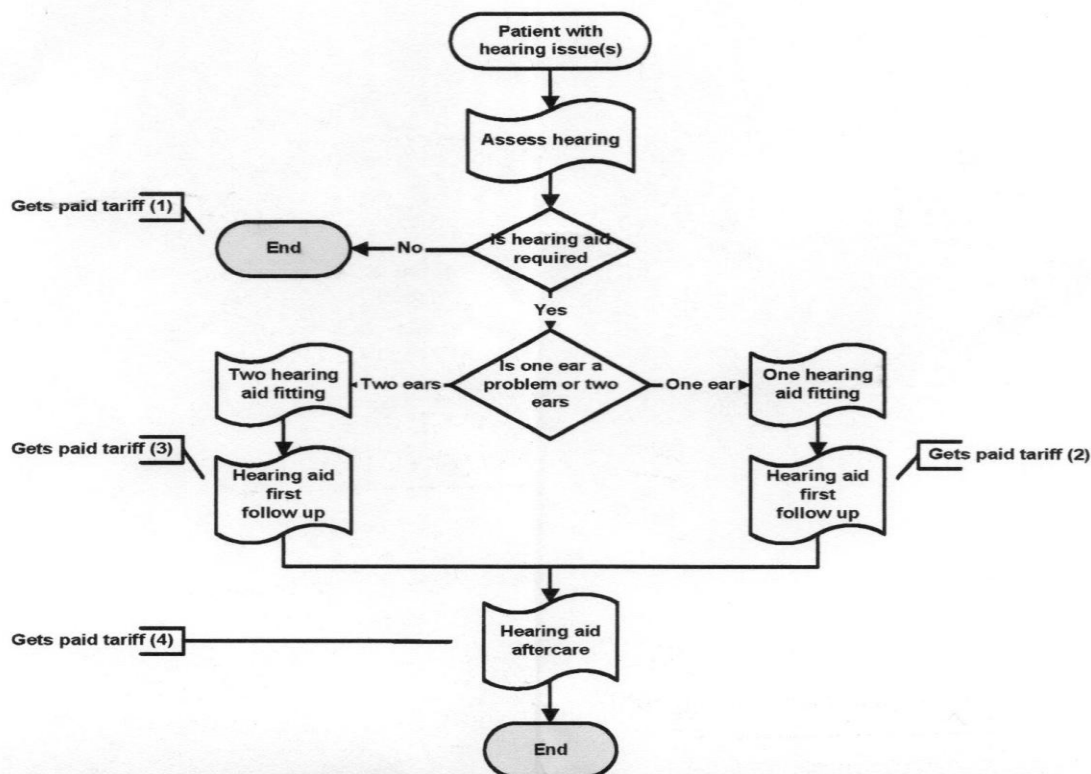 Patient with
hearing issue(s)
Assess hearing
Gets paid tariff (1)
End
No
Is hearing aid
required
Yes
Two hearing
aid fitting
Two ears
Is one ear a
problem or two
ears
One ear
One hearing
aid fitting
Gets paid tariff (3)
Hearing aid
first
follow up
Hearing aid
first
follow up
Gets paid tariff (2)
Gets paid tariff (4)
Hearing aid
aftercare
End